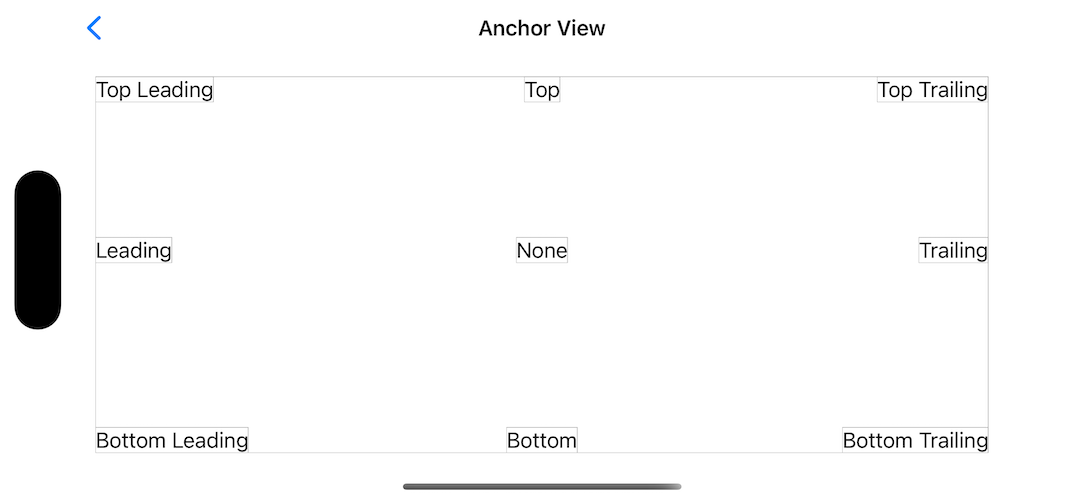 Anchor View
Top Leading
Top
Top Trailing
Leading
None
Trailing
Bottom Leading
Bottom
Bottom Trailing